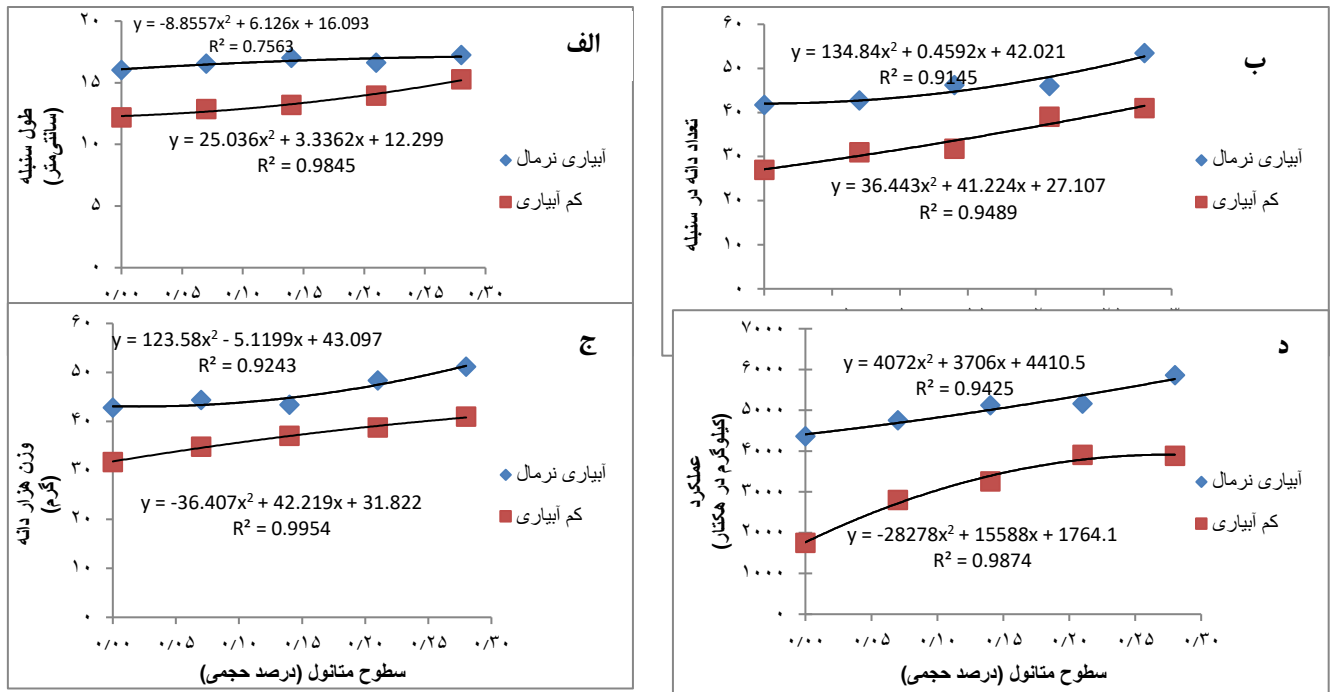 الف
y = -8.8557x² + 6.126x + 16.093
R² = 0.7563
y = 25.036x² + 3.3362x + 12.299
R² = 0.9845
طول سنبله
(سانتی‌متر)
۲۰
۱۵
۱۰
۵
۰
۰/۰۰ ۰/۰۵ ۰/۱۰ ۰/۱۵ ۰/۲۰ ۰/۲۵ ۰/۳۰
آبیاری نرمال
کم آبیاری
ب
y = 134.84x² + 0.4592x + 42.021
R² = 0.9145
y = 36.443x² + 41.224x + 27.107
R² = 0.9489
تعداد دانه در سنبله
۶۰
۵۰
۴۰
۳۰
۲۰
۱۰
۰
آبیاری نرمال
کم آبیاری
ج
y = 123.58x² - 5.1199x + 43.097
R² = 0.9243
y = -36.407x² + 42.219x + 31.822
R² = 0.9954
وزن هزار دانه
(گرم)
۶۰
۵۰
۴۰
۳۰
۲۰
۱۰
۰
۰/۰۰ ۰/۰۵ ۰/۱۰ ۰/۱۵ ۰/۲۰ ۰/۲۵ ۰/۳۰
سطوح متانول (درصد حجمی)
آبیاری نرمال
کم آبیاری
د
y = 4072x² + 3706x + 4410.5
R² = 0.9425
y = -28278x² + 15588x + 1764.1
R² = 0.9874
عملکرد
(کیلوگرم در هکتار)
۷۰۰۰
۶۰۰۰
۵۰۰۰
۴۰۰۰
۳۰۰۰
۲۰۰۰
۱۰۰۰
۰
۰/۰۰ ۰/۰۵ ۰/۱۰ ۰/۱۵ ۰/۲۰ ۰/۲۵ ۰/۳۰
سطوح متانول (درصد حجمی)
آبیاری نرمال
کم آبیاری